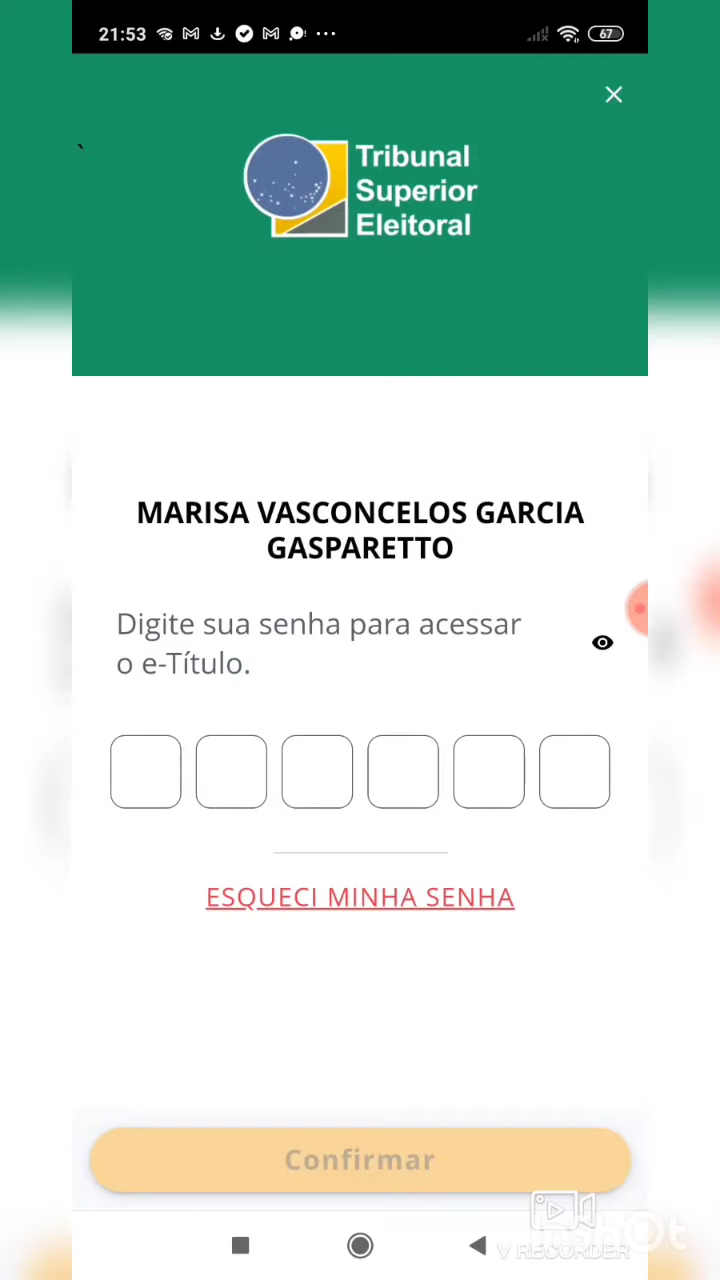 21:53
67
Tribunal
Superior
Eleitoral
MARISA VASCONCELOS GARCIA
GASPARETTO
Digite sua senha para acessar
o e-Título.
ESQUECI MINHA SENHA
Confirmar
V RECORDER